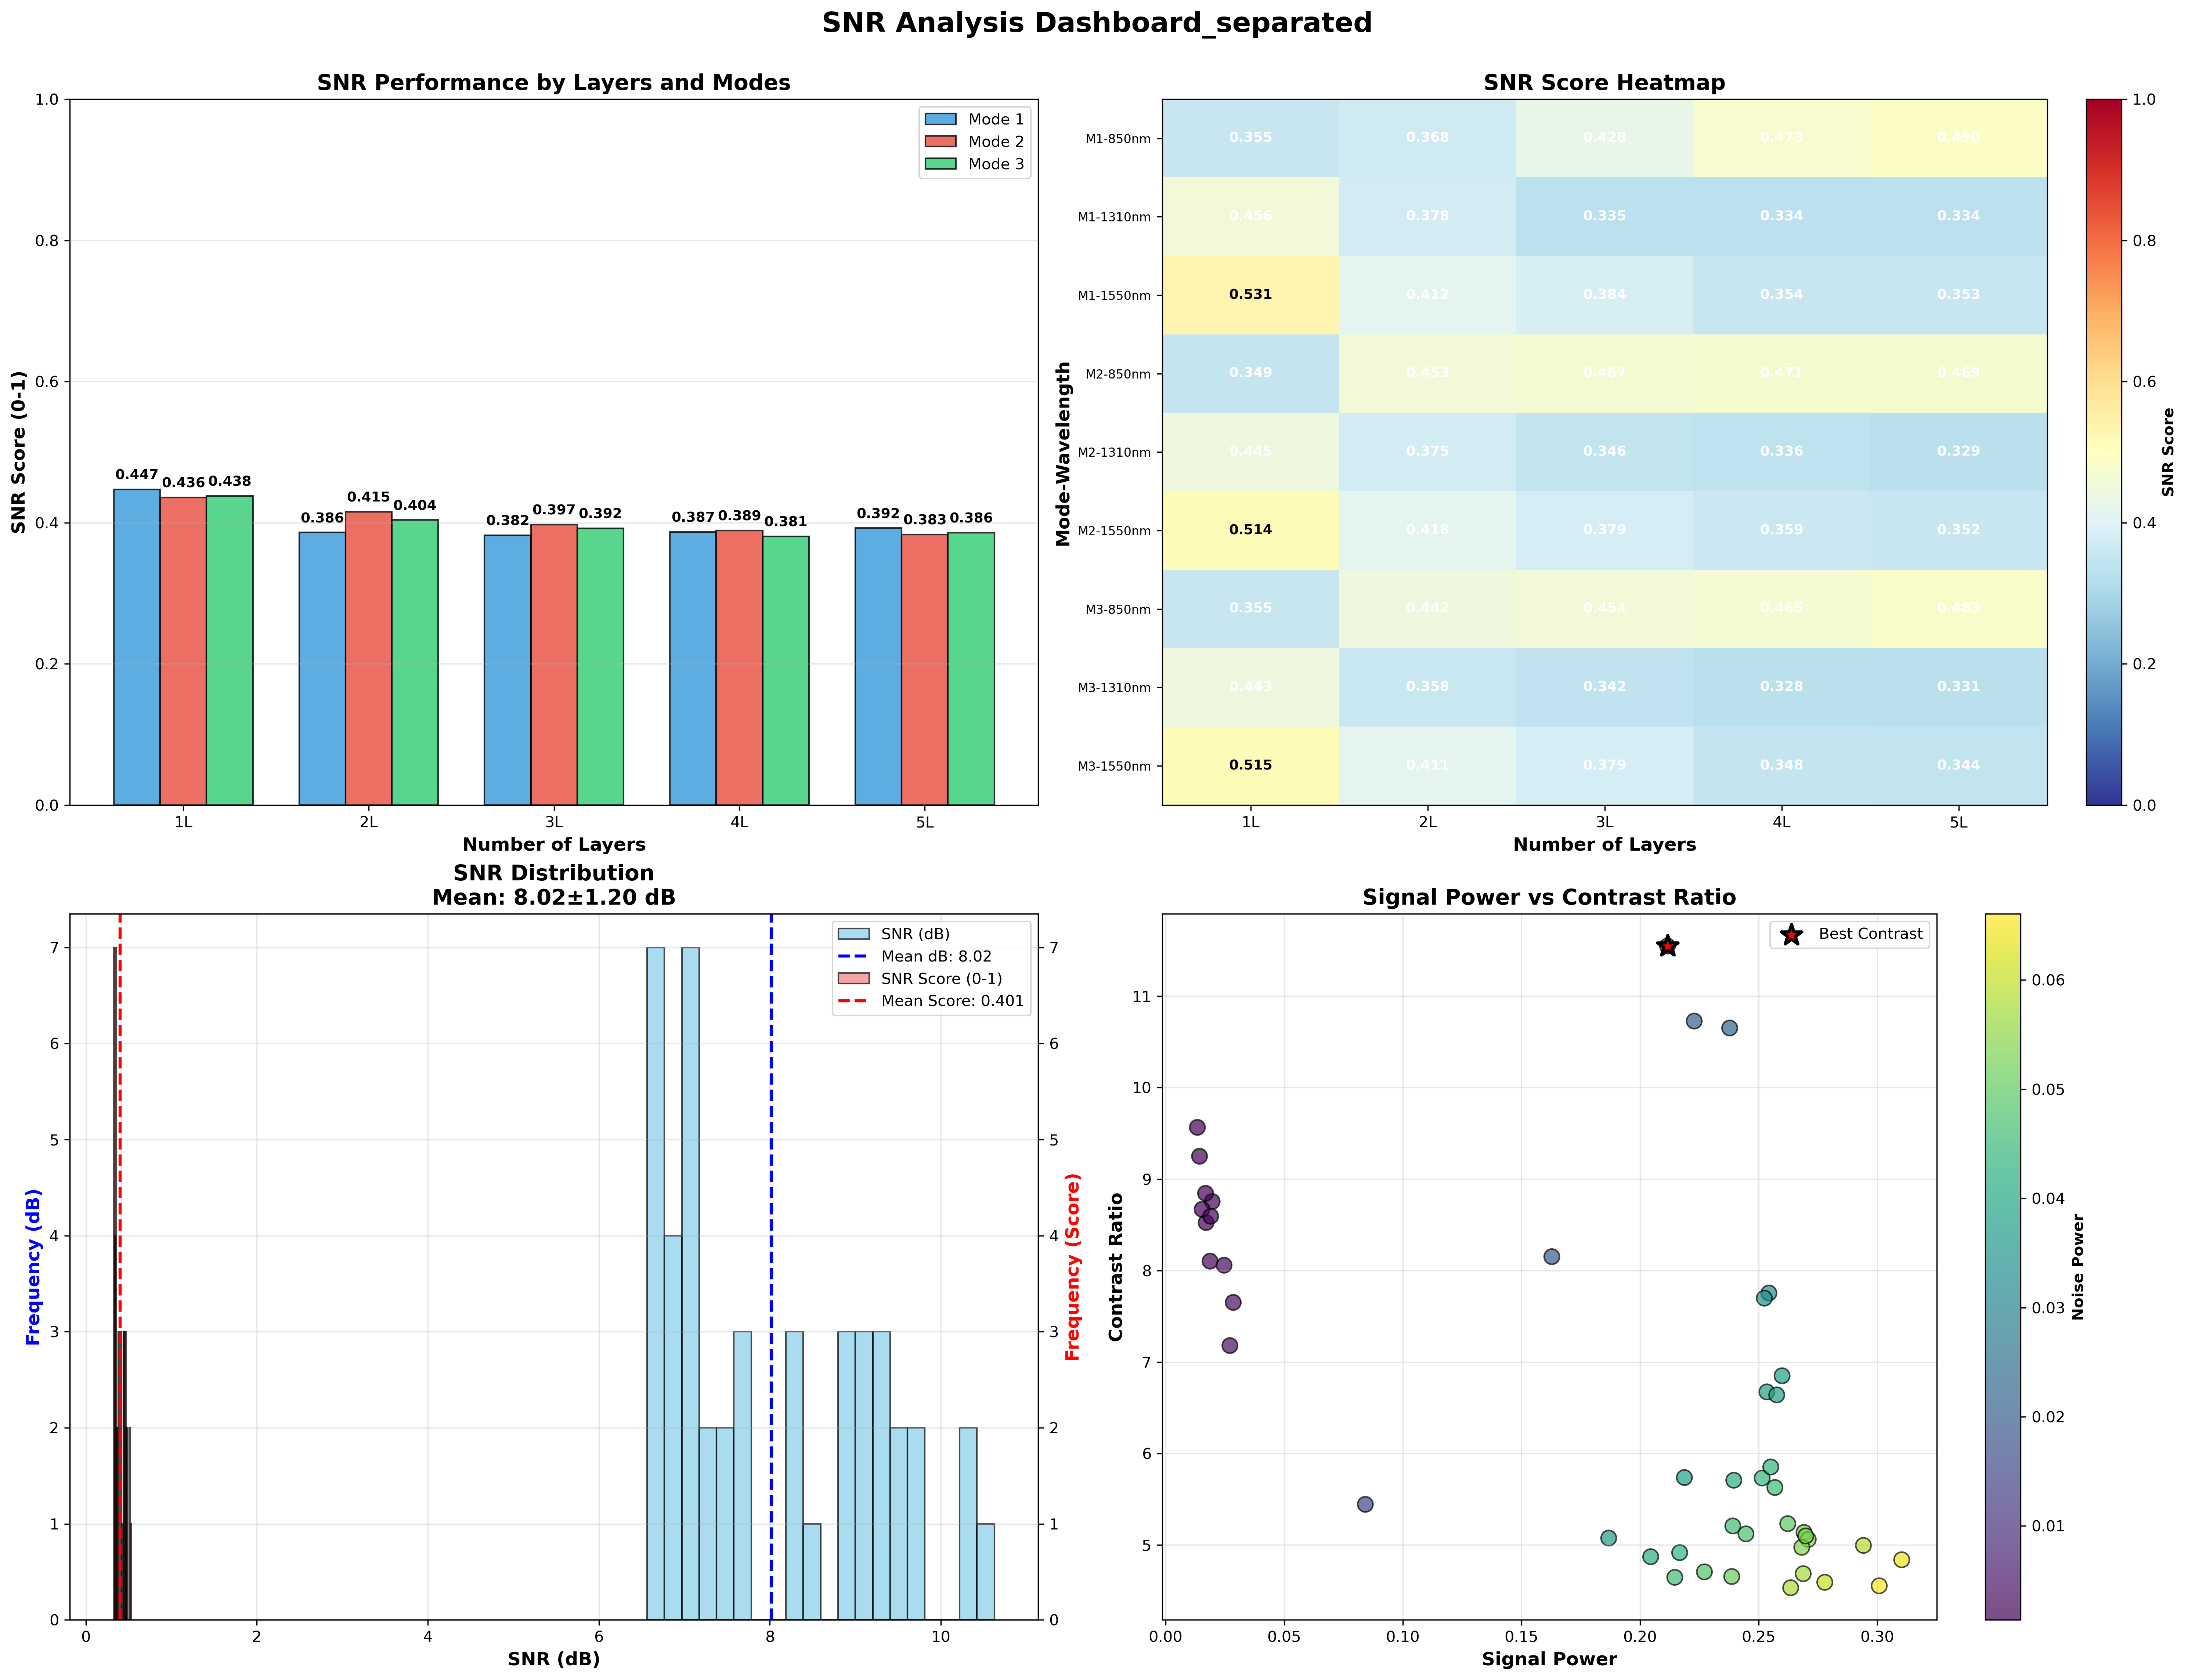 SNR Analysis Dashboard_separated
SNR Performance by Layers and Modes
SNR Score (0-1)
1.0
0.8
0.6
0.4
0.2
0.0
Mode 1
Mode 2
Mode 3
0.447 0.436 0.438
0.386 0.415 0.404
0.382 0.397 0.392
0.387 0.389 0.381
0.392 0.383 0.386
1L 2L 3L 4L 5L
Number of Layers
SNR Score Heatmap
Mode-Wavelength
M1-850nm 0.355 0.368 0.428 0.473 0.490
M1-1310nm 0.456 0.378 0.335 0.334 0.334
M1-1550nm 0.531 0.412 0.384 0.354 0.353
M2-850nm 0.349 0.453 0.467 0.471 0.469
M2-1310nm 0.445 0.375 0.346 0.336 0.329
M2-1550nm 0.514 0.418 0.379 0.359 0.352
M3-850nm 0.355 0.442 0.454 0.465 0.483
M3-1310nm 0.443 0.358 0.342 0.328 0.331
M3-1550nm 0.515 0.411 0.379 0.348 0.344
1L 2L 3L 4L 5L
Number of Layers
1.0
0.8
0.6
0.4
0.2
0.0
SNR Score
SNR Distribution
Mean: 8.02±1.20 dB
Frequency (dB)
7
6
5
4
3
2
1
0
SNR (dB)
Mean dB: 8.02
SNR Score (0-1)
Mean Score: 0.401
0 2 4 6 8 10
SNR (dB)
7
6
5
4
3
2
1
0
Frequency (Score)
Signal Power vs Contrast Ratio
Contrast Ratio
11
10
9
8
7
6
5
Best Contrast
0.00 0.05 0.10 0.15 0.20 0.25 0.30
Signal Power
0.06
0.05
0.04
0.03
0.02
0.01
Noise Power